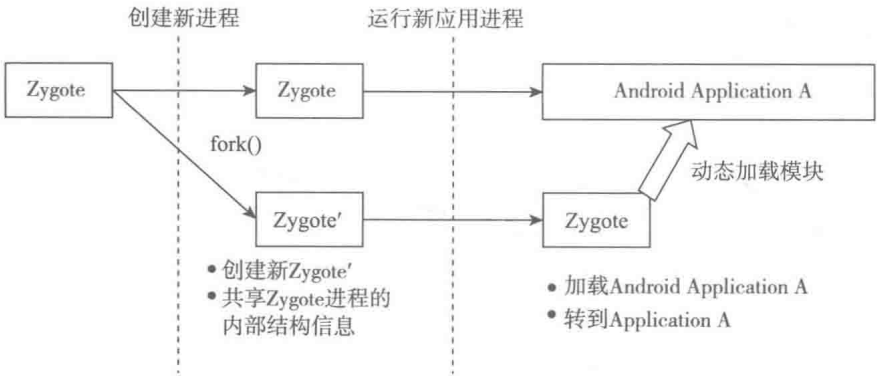 创建新进程
运行新应用进程
Zygote
Zygote
Android Application A
fork()
动态加载模块
Zygote′
Zygote
• 创建新Zygote′
• 共享Zygote进程的
内部结构信息
• 加载Android Application A
• 转到Application A